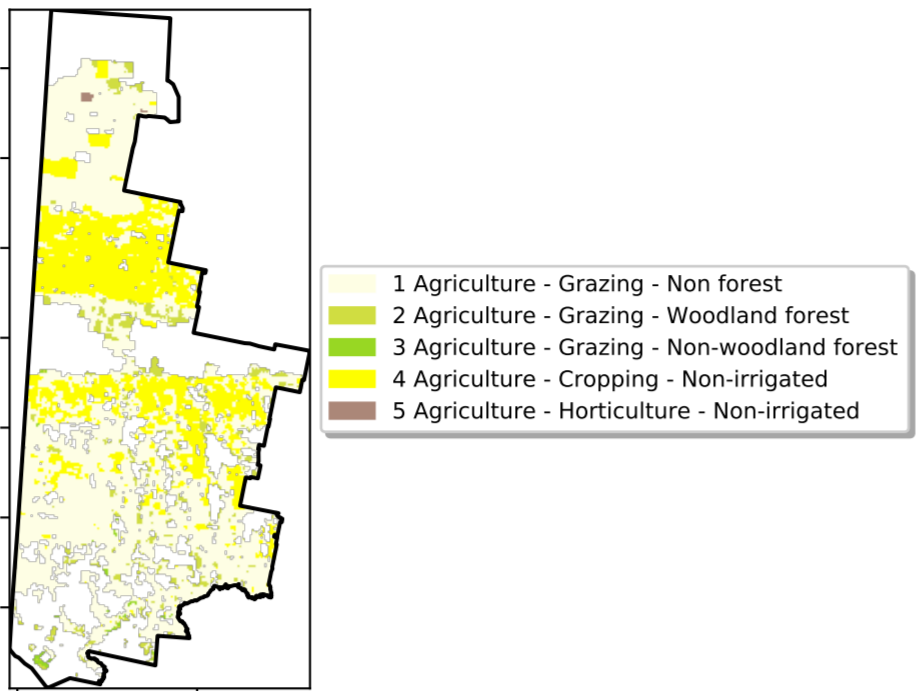 1 Agriculture - Grazing - Non forest
2 Agriculture - Grazing - Woodland forest
3 Agriculture - Grazing - Non-woodland forest
4 Agriculture - Cropping - Non-irrigated
5 Agriculture - Horticulture - Non-irrigated